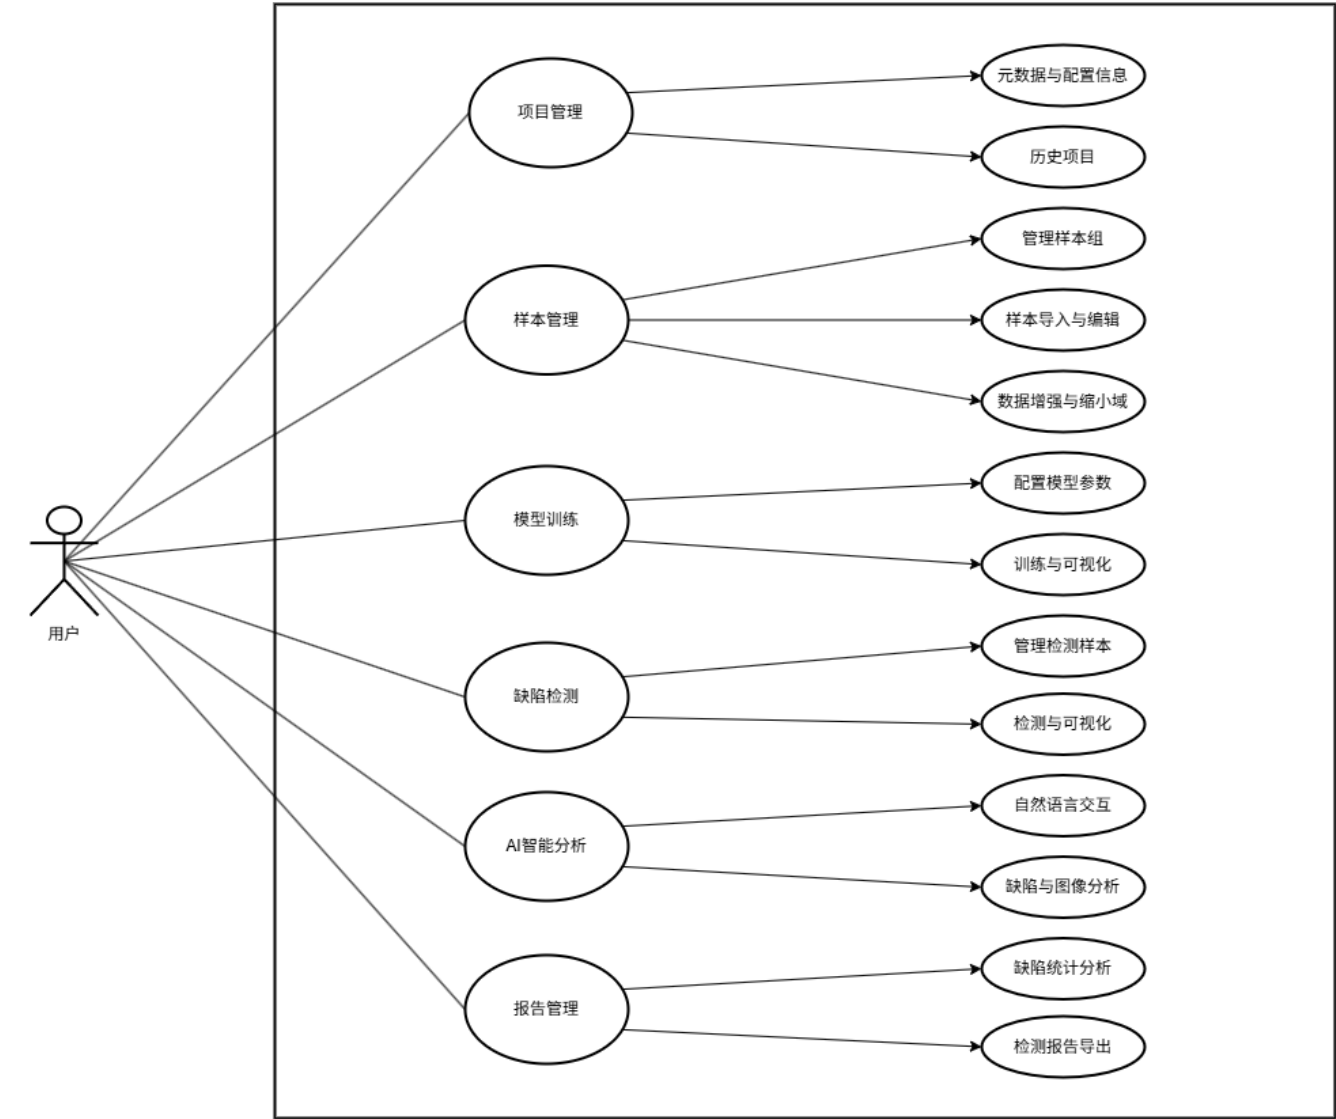 项目管理
元数据与配置信息
历史项目
样本管理
管理样本组
样本导入与编辑
数据增强与缩小域
用户
模型训练
配置模型参数
训练与可视化
缺陷检测
管理检测样本
检测与可视化
AI智能分析
自然语言交互
缺陷与图像分析
报告管理
缺陷统计分析
检测报告导出